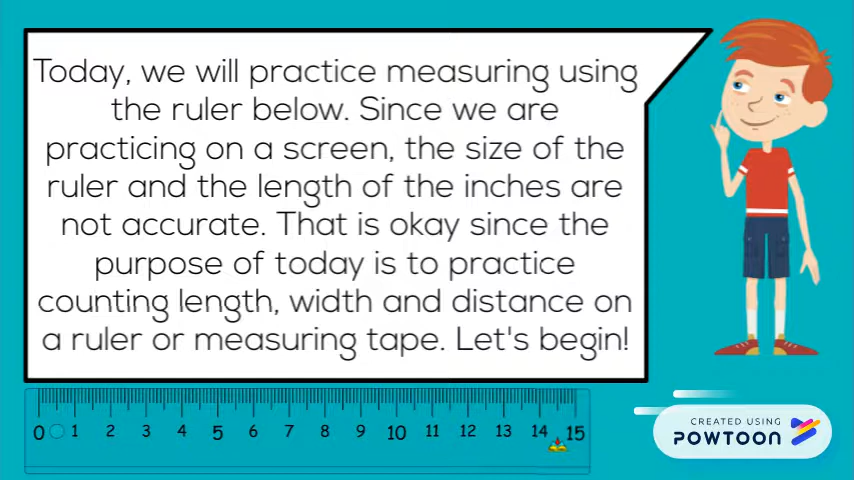 Today, we will practice measuring using
the ruler below. Since we are
practicing on a screen, the size of the
ruler and the length of the inches are
not accurate. That is okay since the
purpose of today is to practice
counting length, width and distance on
a ruler or measuring tape. Let's begin!
0 1 2 3 4 5 6 7 8 9 10 11 12 13 14 15
CREATED USING
POWTOON